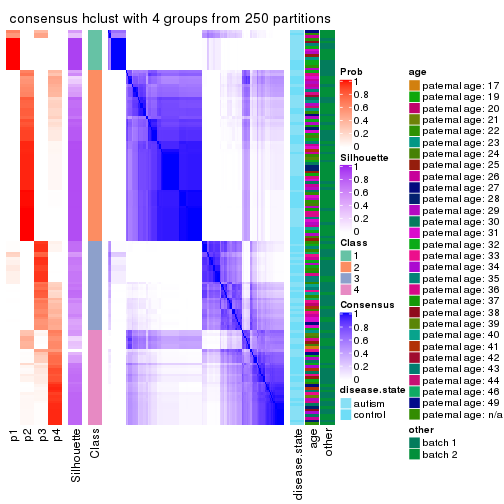 consensus hclust with 4 groups from 250 partitions
Prob
1
0.8
0.6
0.4
0.2
0
Silhouette
1
0.8
0.6
0.4
0.2
0
Class
1
2
3
4
Consensus
1
0.8
0.6
0.4
0.2
0
disease.state
autism
control
age
paternal age: 17
paternal age: 19
paternal age: 20
paternal age: 21
paternal age: 22
paternal age: 23
paternal age: 24
paternal age: 25
paternal age: 26
paternal age: 27
paternal age: 28
paternal age: 29
paternal age: 30
paternal age: 31
paternal age: 32
paternal age: 33
paternal age: 34
paternal age: 35
paternal age: 36
paternal age: 37
paternal age: 38
paternal age: 39
paternal age: 40
paternal age: 41
paternal age: 42
paternal age: 43
paternal age: 44
paternal age: 46
paternal age: 49
paternal age: n/a
other
batch 1
batch 2
p1
p2
p3
p4
Silhouette
Class
disease.state
age
other